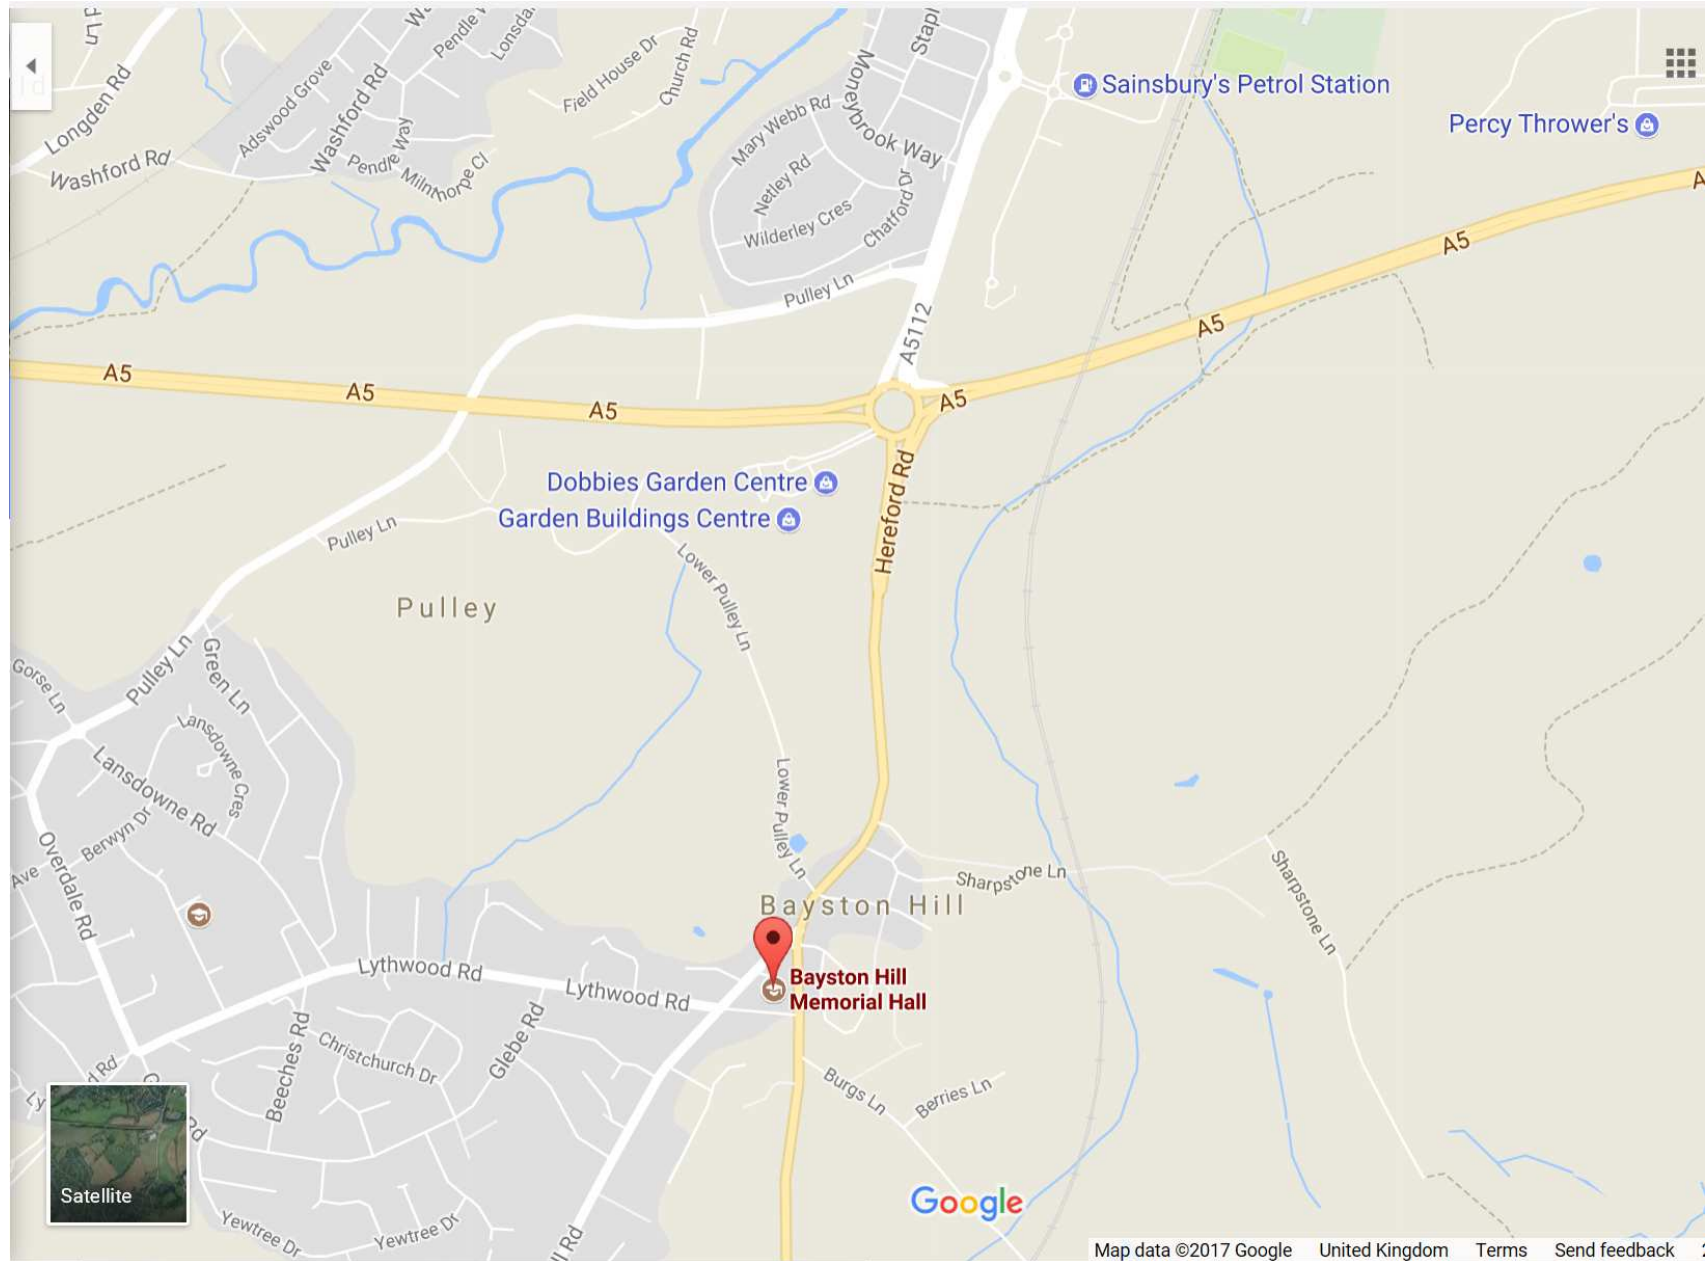 Longden Rd
Washford Rd
Adswood Grove
Washford Rd
Pendle Way
Milnthorpe Cl
Field House Dr
Church Rd
Mary Webb Rd
Moneybrook Way
Netley Rd
Wilderley Cres
Chatford Dr
Sainsbury's Petrol Station
Percy Thrower's
Pulley Ln
A5112
A5
A5
A5
A5
A5
A5
Dobbies Garden Centre
Garden Buildings Centre
Hereford Rd
Pulley Ln
Lower Pulley Ln
Pulley
Pulley Ln
Green Ln
Gorse Ln
Lansdowne Cres
Lansdowne Rd
Berwyn Dr
Ave
Overdale Rd
Lower Pulley Ln
Sharpstone Ln
Sharpstone Ln
Bayston Hill
Bayston Hill
Memorial Hall
Lythwood Rd
Lythwood Rd
Glebe Rd
Beeches Rd
Christchurch Dr
Burgs Ln
Berries Ln
Satellite
Yewtree Dr
Yewtree Dr
Google
Map data ©2017 Google United Kingdom Terms Send feedback